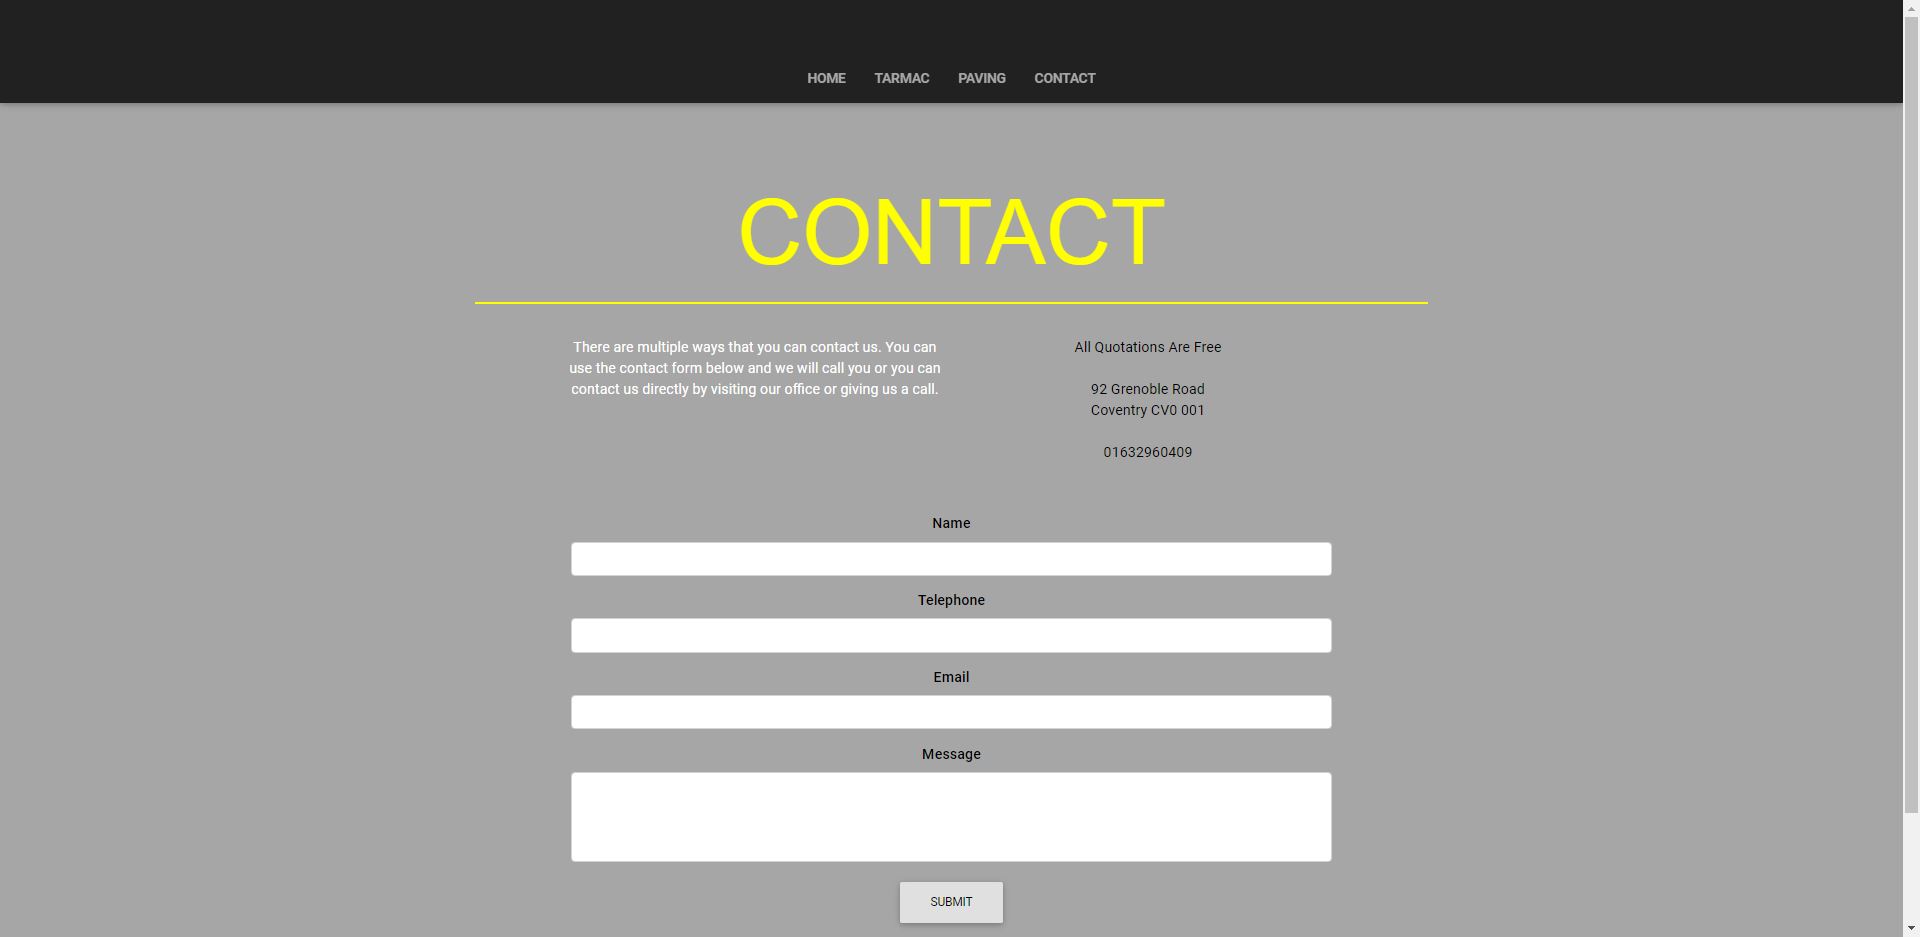 HOME TARMAC PAVING CONTACT
CONTACT
There are multiple ways that you can contact us. You can
use the contact form below and we will call you or you can
contact us directly by visiting our office or giving us a call.
All Quotations Are Free
92 Grenoble Road
Coventry CV0 001
01632960409
Name
Telephone
Email
Message
SUBMIT